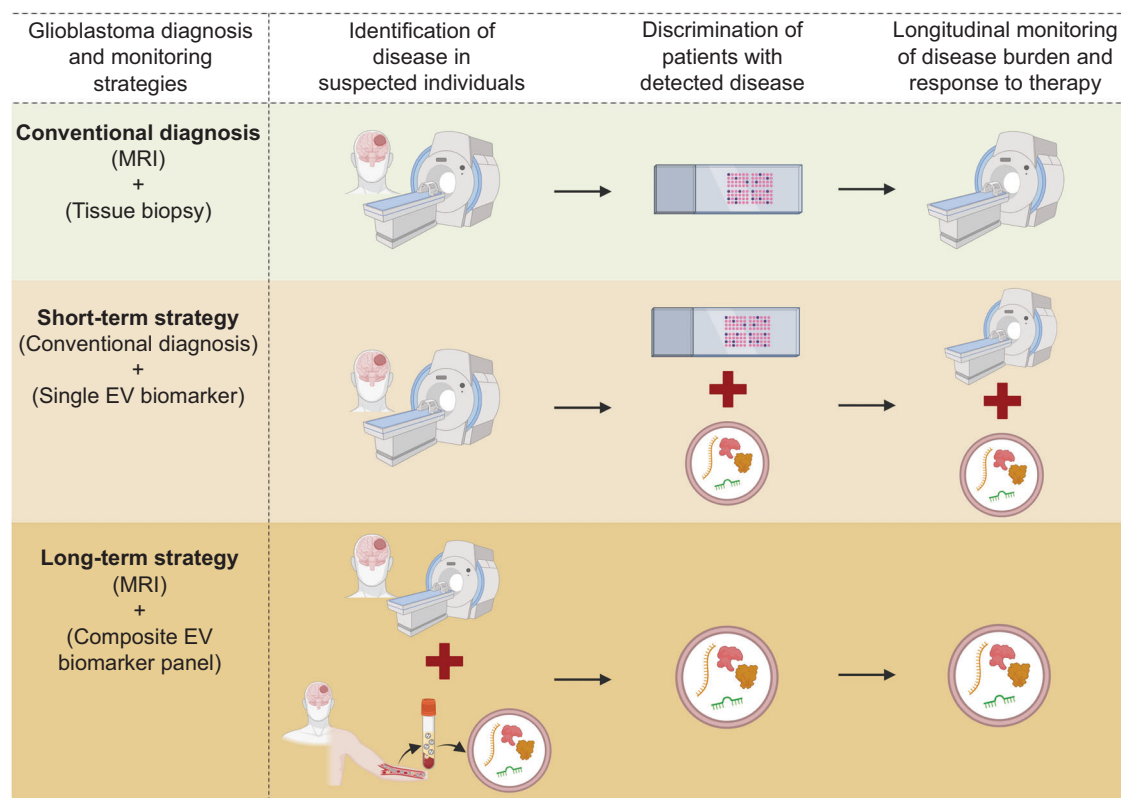 Glioblastoma diagnosis
and monitoring
strategies
Identification of
disease in
suspected individuals
Discrimination of
patients with
detected disease
Longitudinal monitoring
of disease burden and
response to therapy
Conventional diagnosis
(MRI)
+
(Tissue biopsy)
Short-term strategy
(Conventional diagnosis)
+
(Single EV biomarker)
Long-term strategy
(MRI)
+
(Composite EV
biomarker panel)